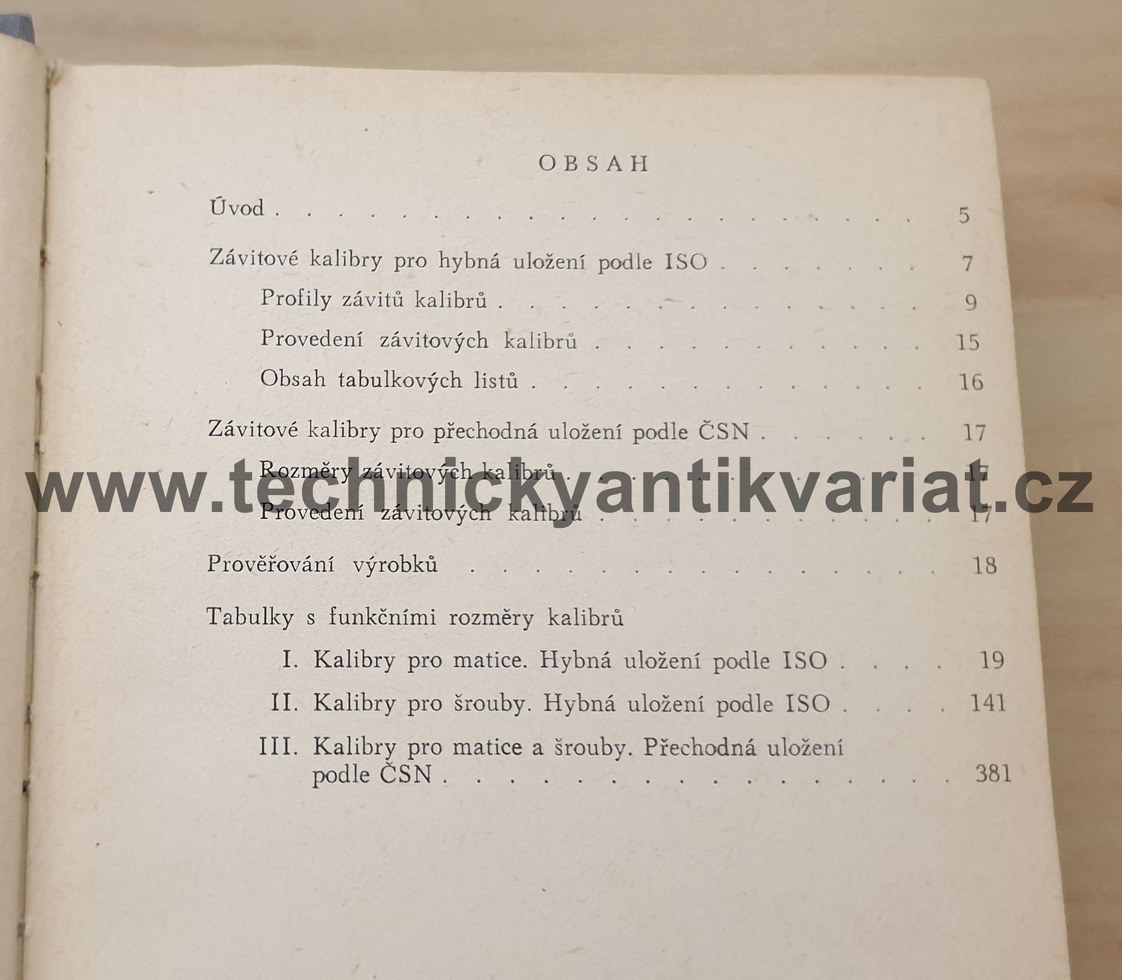 OBSAH
Úvod . . . . . . . . . . . . . . . . . . . . . 5
Závitové kalibry pro hybná uložení podle ISO . . . . . . . 7
Profily závitů kalibrů . . . . . . . . . . . . . . 9
Provedení závitových kalibrů . . . . . . . . . . . 15
Obsah tabulkových listů . . . . . . . . . . . . . 16
Závitové kalibry pro přechodná uložení podle ČSN . . . . . . 17
Rozměry závitových kalibrů . . . . . . . . . . . 17
www.technickyantikvariat.cz
Provedení závitových kalibrů . . . . . . . . . . . 17
Prověřování výrobků . . . . . . . . . . . . . . . 18
Tabulky s funkčními rozměry kalibrů
I. Kalibry pro matice. Hybná uložení podle ISO . . . . 19
II. Kalibry pro šrouby. Hybná uložení podle ISO . . . . 141
III. Kalibry pro matice a šrouby. Přechodná uložení
podle ČSN . . . . . . . . . . . . . . . . . 381